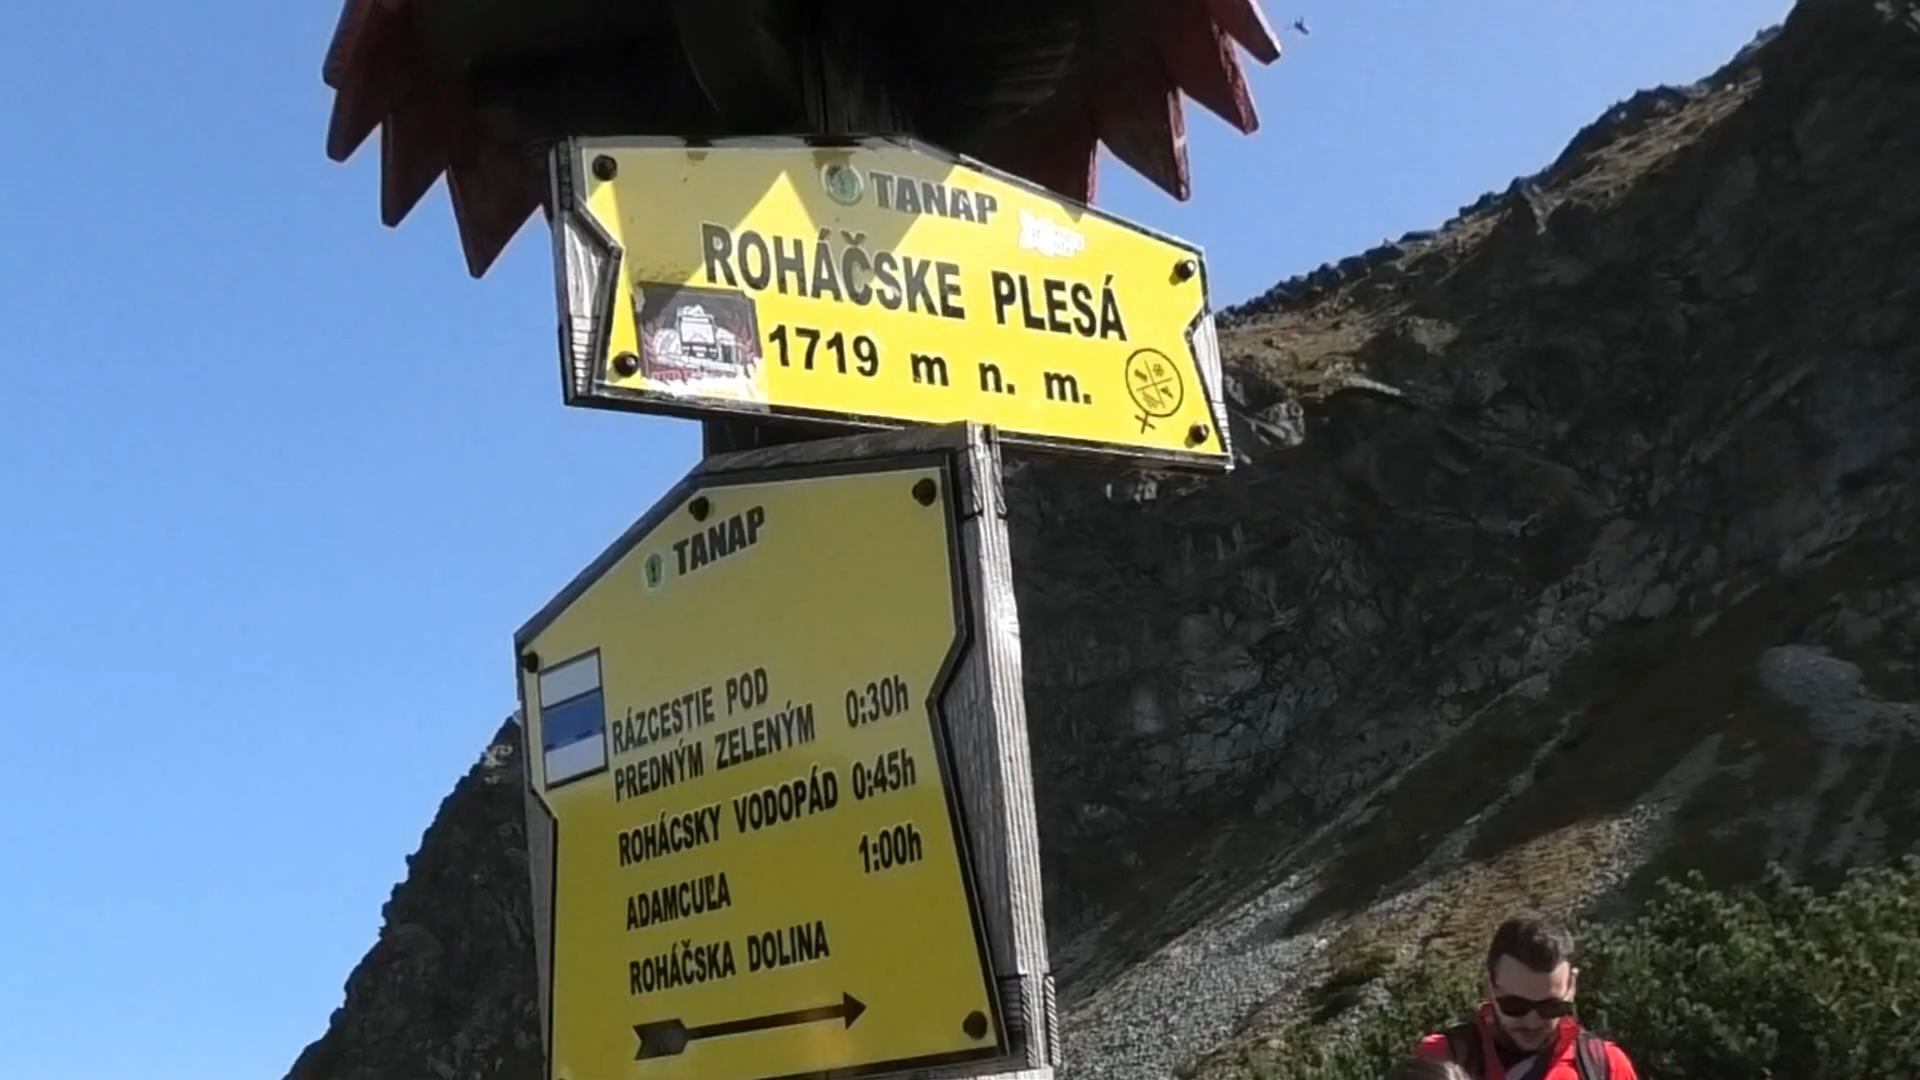 TANAP
ROHÁČSKE PLESÁ
1719 m n. m.
TANAP
RÁZCESTIE POD
PREDNÝM ZELENÝM 0:30h
ROHÁCSKY VODOPÁD 0:45h
ADAMCUĽA 1:00h
ROHÁČSKA DOLINA